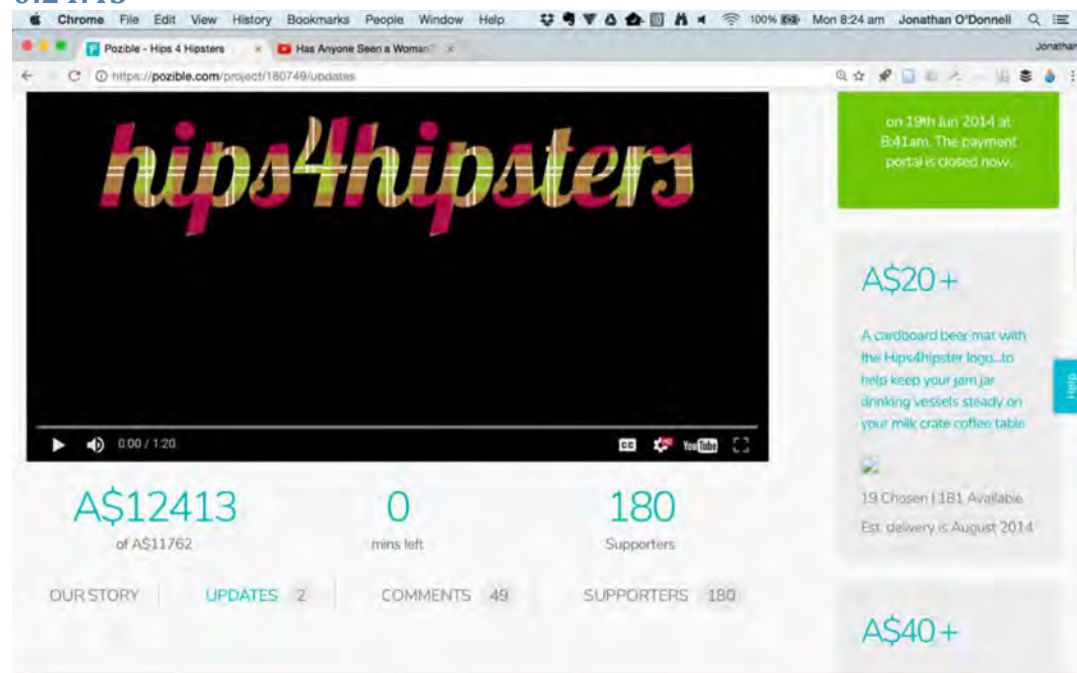 Chrome File Edit View History Bookmarks People Window Help 100% Mon 8:24 am Jonathan O'Donnell
Pozible - Hips 4 Hipsters × Has Anyone Seen a Woman? × Jonathan
https://pozible.com/project/180749/updates
hips4hipsters
on 19th Jun 2014 at
8:41am. The payment
portal is closed now.
A$20+
A cardboard beer mat with
the Hips4hipster logo...to
help keep your jam jar
drinking vessels steady on
your milk crate coffee table
Help
0:00 / 1:20 CC HD YouTube
19 Chosen | 181 Available
Est. delivery is August 2014
A$12413 0 180
of A$11762 mins left Supporters
OUR STORY UPDATES 2 COMMENTS 49 SUPPORTERS 180
A$40+